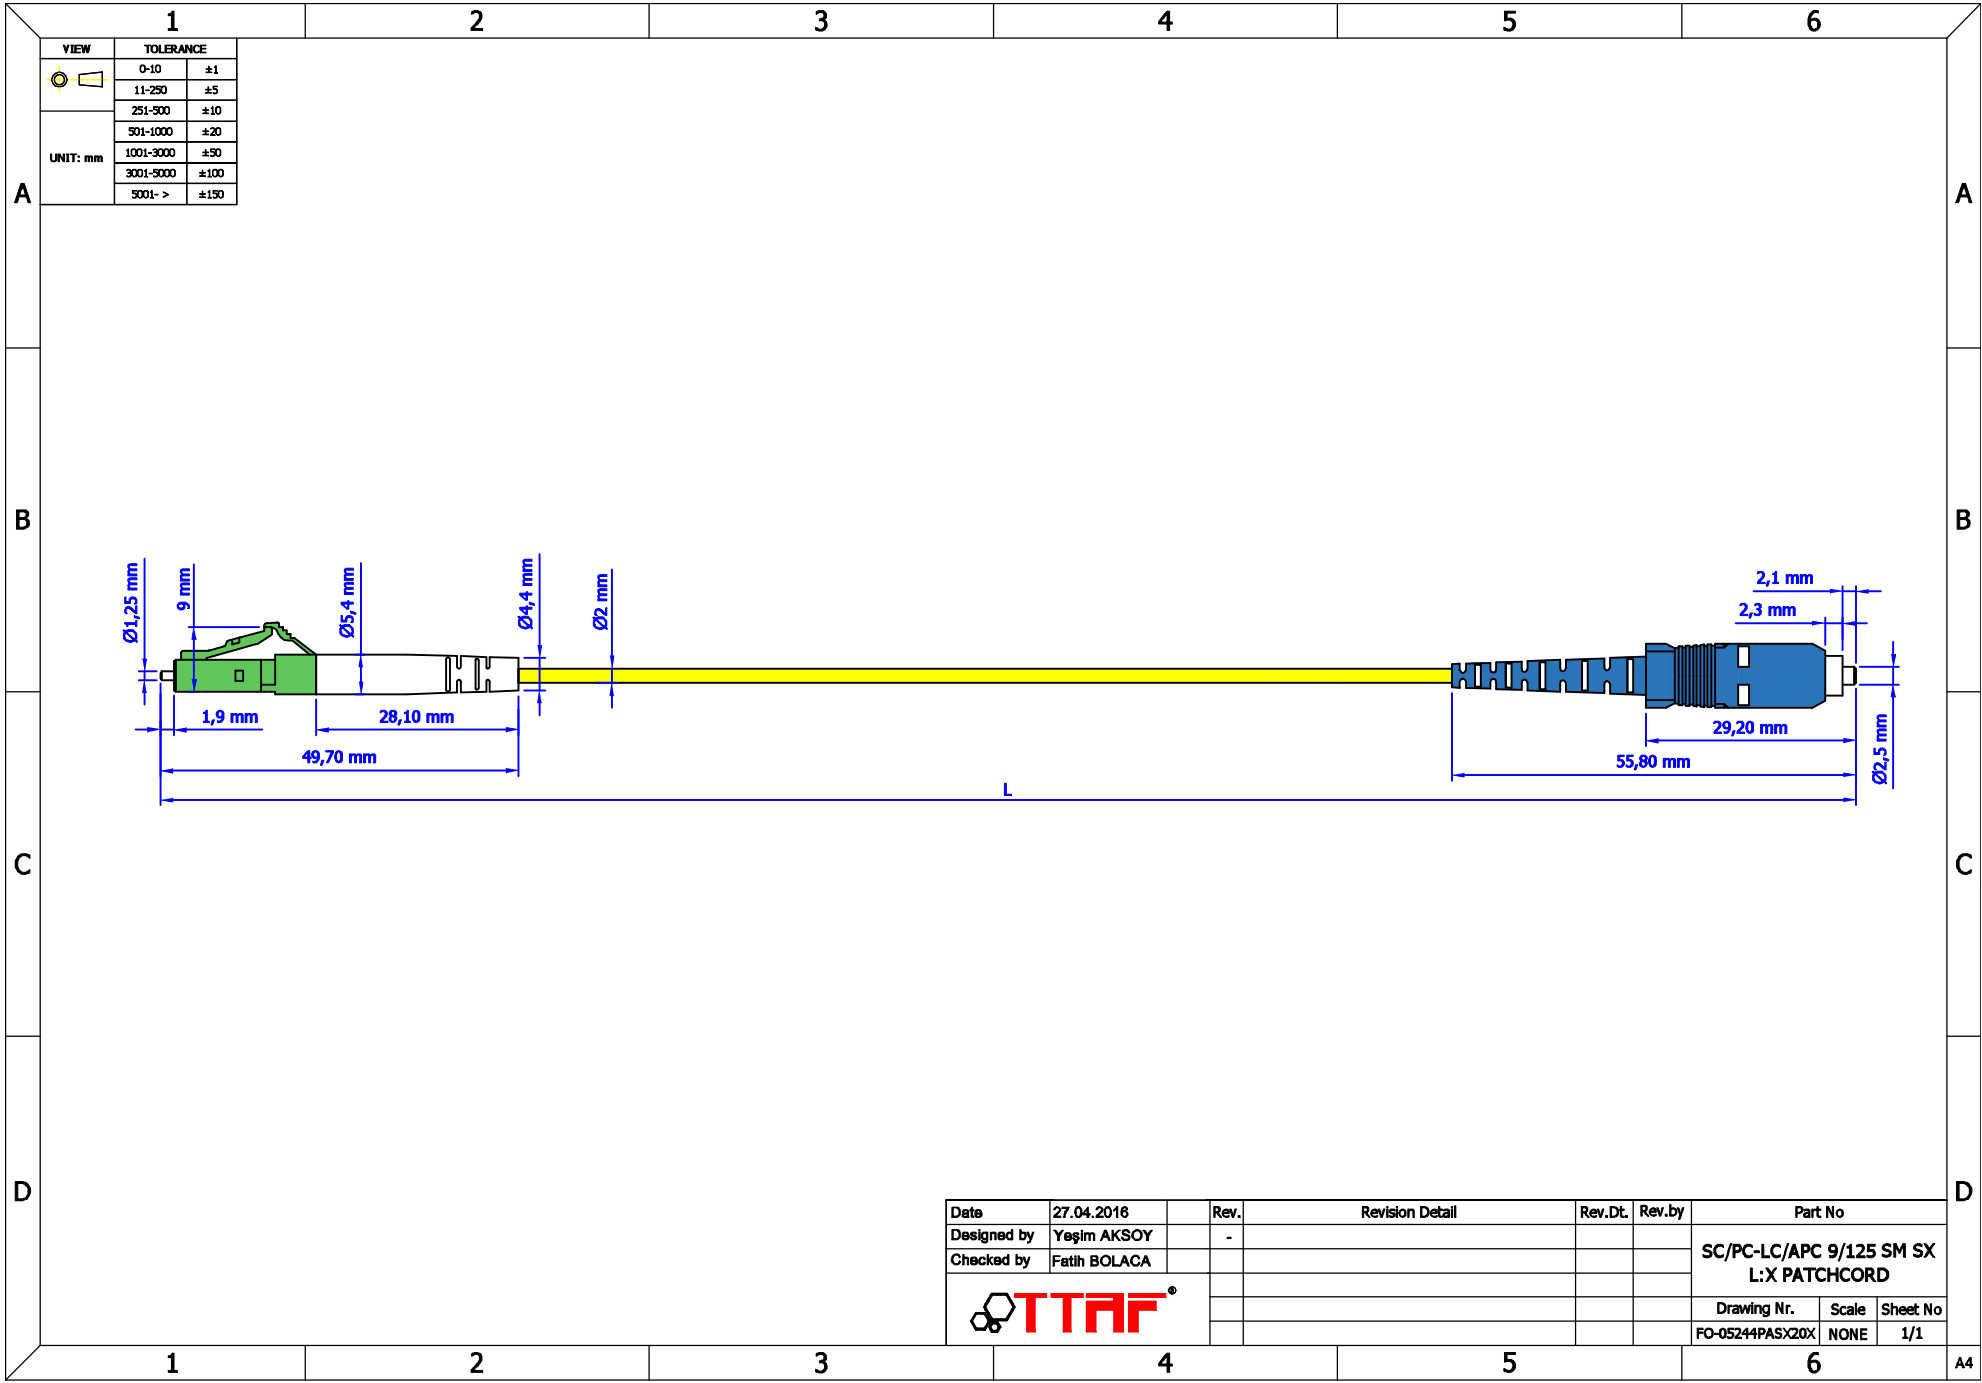 1 2 3 4 5 6
VIEW TOLERANCE
0-10 ±1
11-250 ±5
251-500 ±10
501-1000 ±20
UNIT: mm
1001-3000 ±50
3001-5000 ±100
5001- > ±150
A A
B B
Ø1,25 mm
9 mm
Ø5,4 mm
Ø4,4 mm
Ø2 mm
2,1 mm
2,3 mm
1,9 mm
28,10 mm
49,70 mm
29,20 mm
55,80 mm
Ø2,5 mm
L
C C
D D
Date 27.04.2016 Rev. Revision Detail Rev.Dt. Rev.by Part No
Designed by Yeşim AKSOY -
Checked by Fatih BOLACA
SC/PC-LC/APC 9/125 SM SX
L:X PATCHCORD
TTAF ®
Drawing Nr. Scale Sheet No
FO-05244PASX20X NONE 1/1
1 2 3 4 5 6
A4